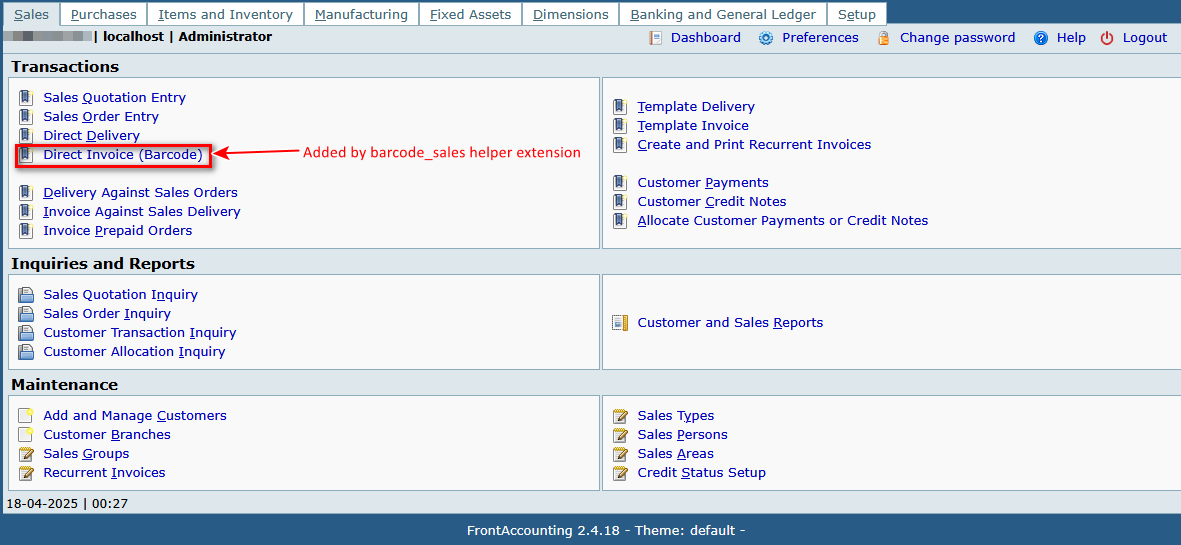 Sales Purchases Items and Inventory Manufacturing Fixed Assets Dimensions Banking and General Ledger Setup
| localhost | Administrator Dashboard Preferences Change password Help Logout
Transactions
Sales Quotation Entry
Sales Order Entry
Direct Delivery
Direct Invoice (Barcode) Added by barcode_sales helper extension
Delivery Against Sales Orders
Invoice Against Sales Delivery
Invoice Prepaid Orders
Template Delivery
Template Invoice
Create and Print Recurrent Invoices
Customer Payments
Customer Credit Notes
Allocate Customer Payments or Credit Notes
Inquiries and Reports
Sales Quotation Inquiry
Sales Order Inquiry
Customer Transaction Inquiry
Customer Allocation Inquiry
Customer and Sales Reports
Maintenance
Add and Manage Customers
Customer Branches
Sales Groups
Recurrent Invoices
Sales Types
Sales Persons
Sales Areas
Credit Status Setup
18-04-2025 | 00:27
FrontAccounting 2.4.18 - Theme: default -